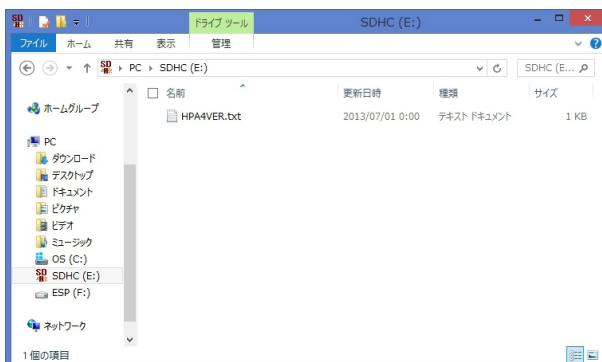 ドライブ ツール
SDHC (E:)
ファイル ホーム 共有 表示 管理
PC SDHC (E:) SDHC (E...
名前 更新日時 種類 サイズ
HPA4VER.txt 2013/07/01 0:00 テキスト ドキュメント 1 KB
ホームグループ
PC
ダウンロード
デスクトップ
ドキュメント
ピクチャ
ビデオ
ミュージック
OS (C:)
SDHC (E:)
ESP (F:)
ネットワーク
1 個の項目